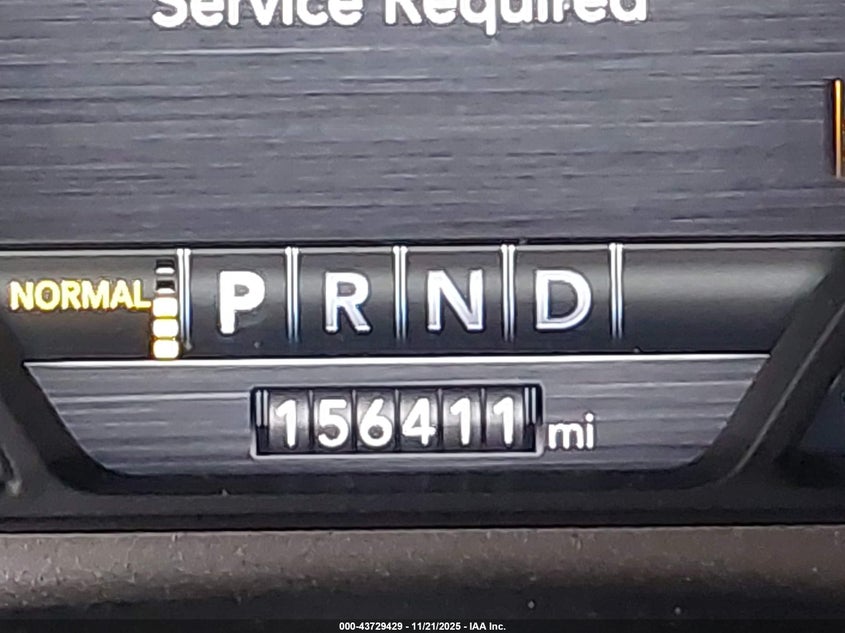 Service Required
NORMAL P R N D
156411 mi
000-43729429 - 11/21/2025 - IAA Inc.